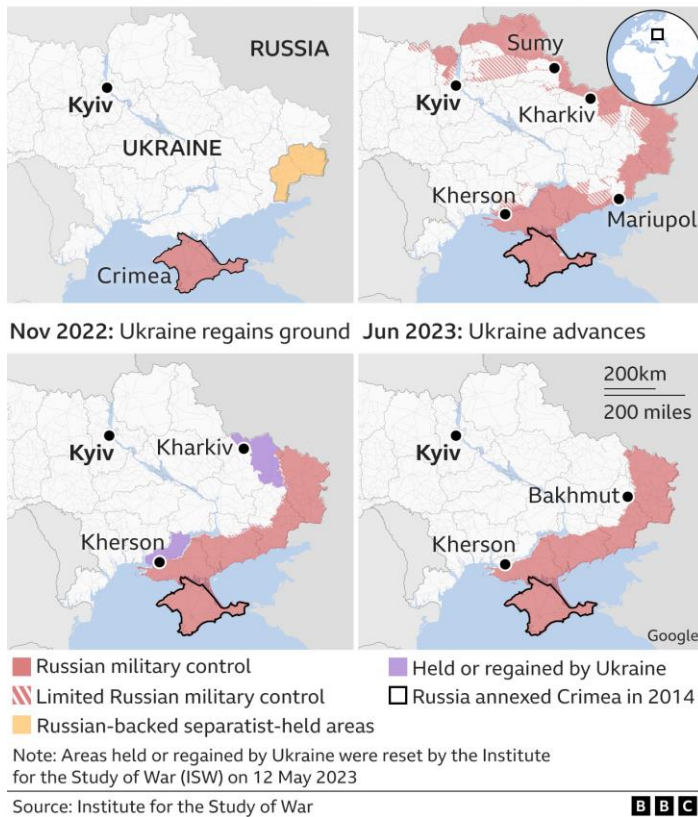 RUSSIA
Kyiv
UKRAINE
Crimea
Sumy
Kyiv
Kharkiv
Kherson
Mariupol
Nov 2022: Ukraine regains ground
Jun 2023: Ukraine advances
Kharkiv
Kyiv
Kherson
200km
200 miles
Kyiv
Bakhmut
Kherson
Google
Russian military control
Limited Russian military control
Russian-backed separatist-held areas
Held or regained by Ukraine
Russia annexed Crimea in 2014
Note: Areas held or regained by Ukraine were reset by the Institute
for the Study of War (ISW) on 12 May 2023
Source: Institute for the Study of War
BBC